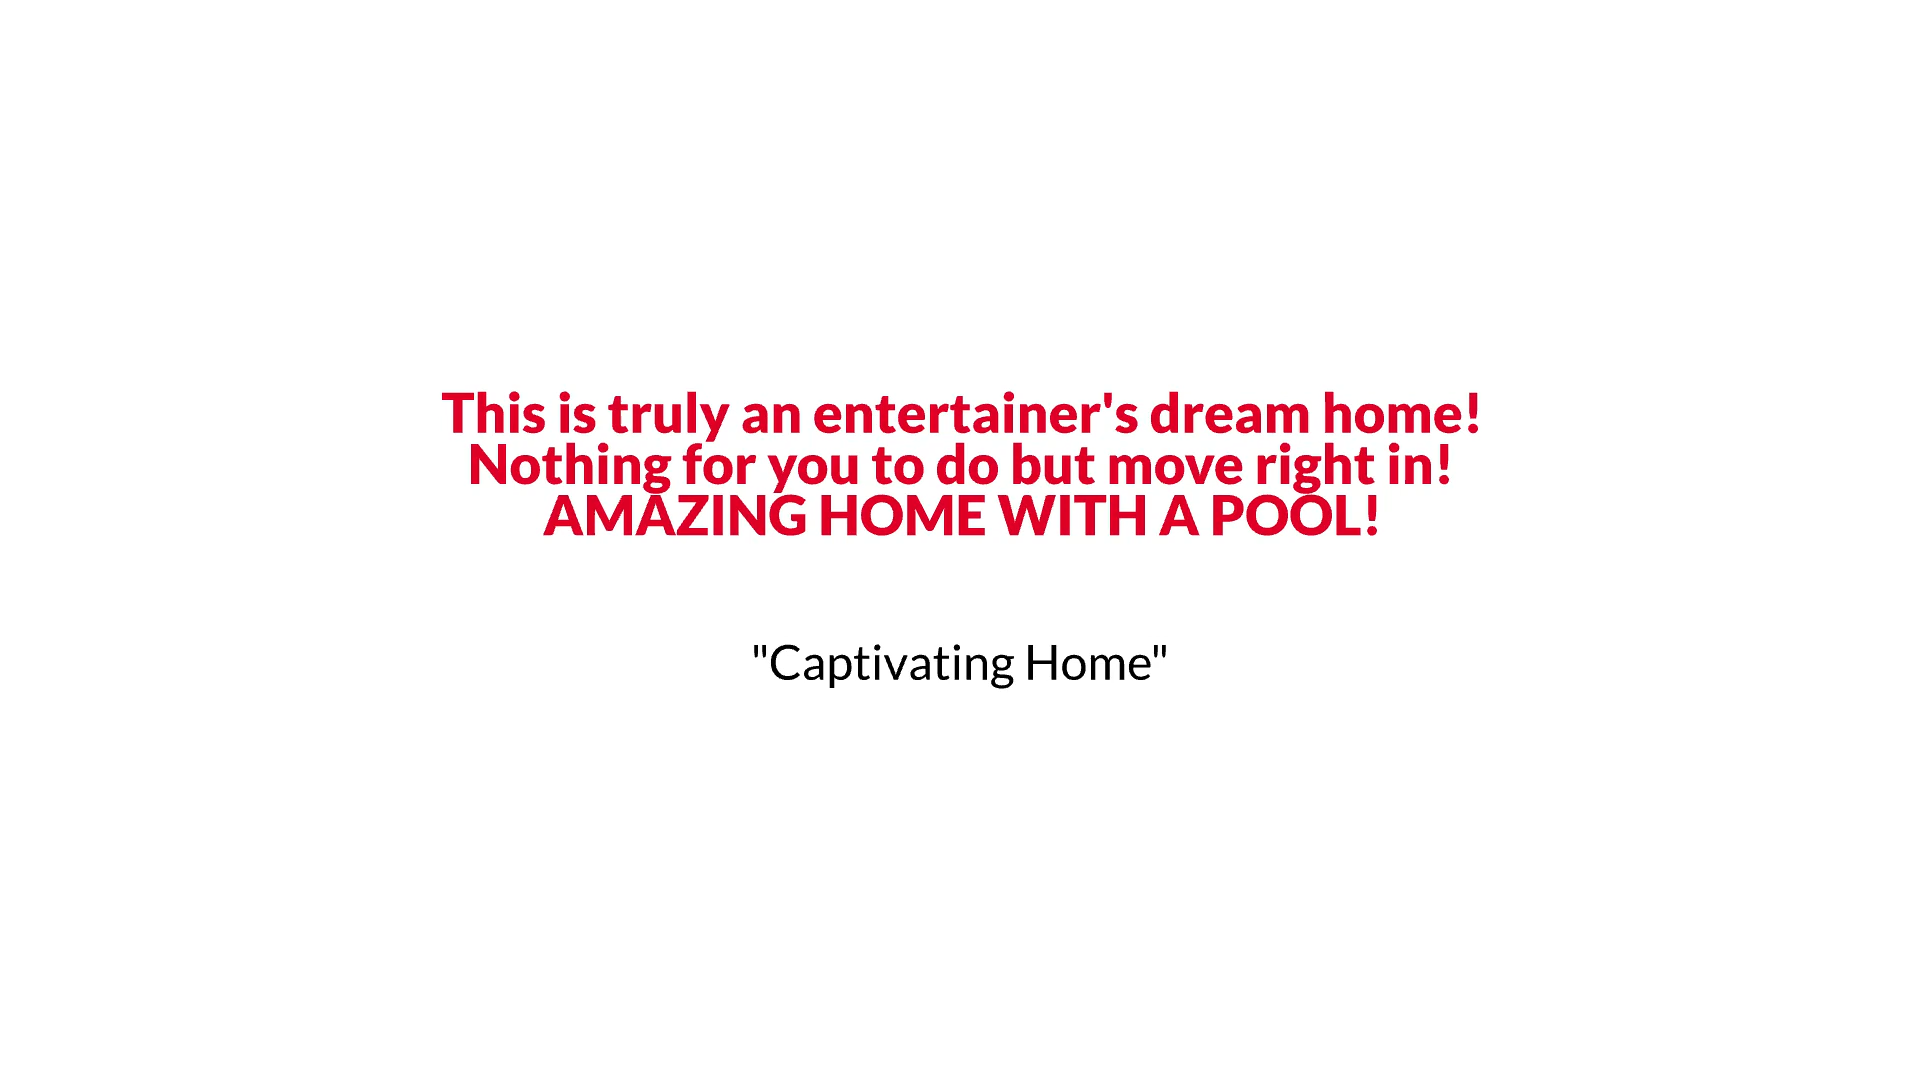 This is truly an entertainer's dream home!
Nothing for you to do but move right in!
AMAZING HOME WITH A POOL!
"Captivating Home"